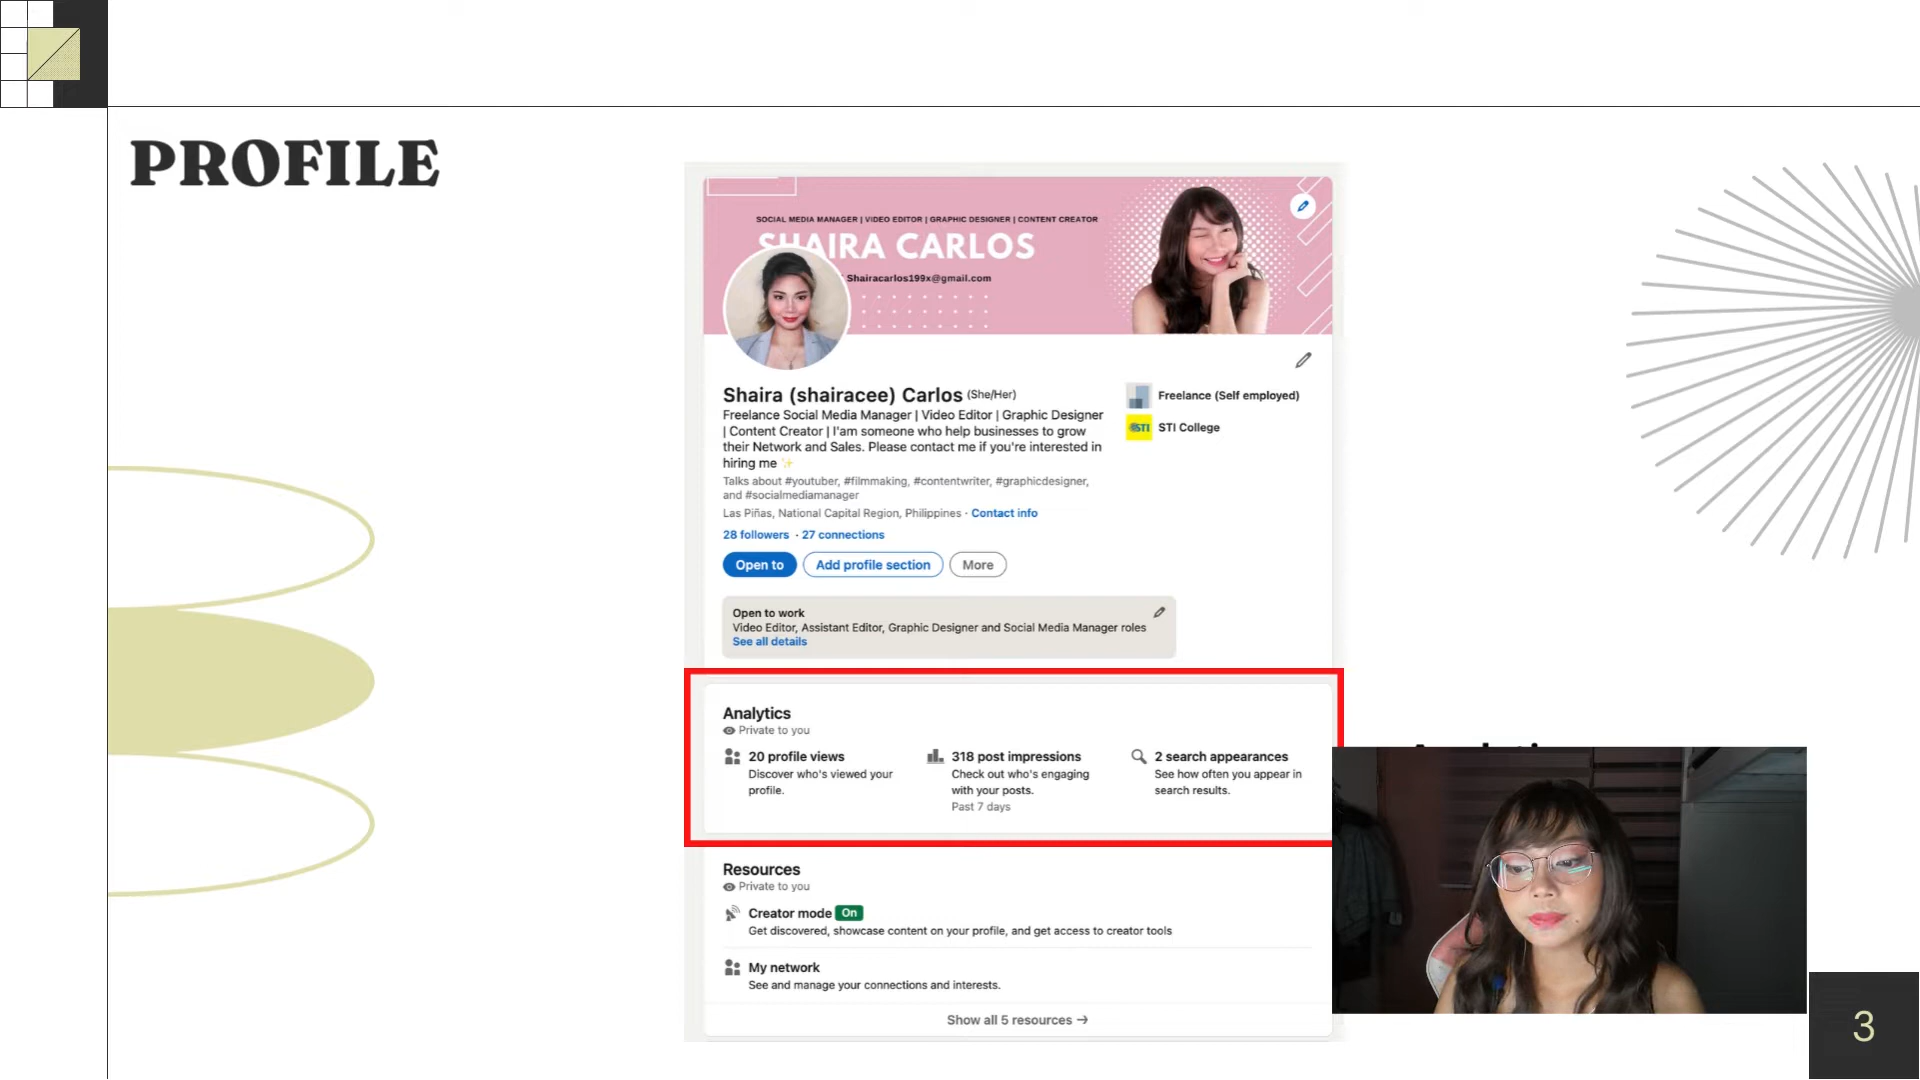 PROFILE
SOCIAL MEDIA MANAGER | VIDEO EDITOR | GRAPHIC DESIGNER | CONTENT CREATOR
SHAIRA CARLOS
Shairacarlos199x@gmail.com
Shaira (shairacee) Carlos (She/Her)
Freelance Social Media Manager | Video Editor | Graphic Designer
| Content Creator | I'am someone who help businesses to grow
their Network and Sales. Please contact me if you're interested in
hiring me ✨
Talks about #youtuber, #filmmaking, #contentwriter, #graphicdesigner,
and #socialmediamanager
Las Piñas, National Capital Region, Philippines · Contact info
28 followers · 27 connections
Open to
Add profile section
More
Freelance (Self employed)
STI
STI College
Open to work
Video Editor, Assistant Editor, Graphic Designer and Social Media Manager roles
See all details
Analytics
Private to you
20 profile views
Discover who's viewed your
profile.
318 post impressions
Check out who's engaging
with your posts.
Past 7 days
2 search appearances
See how often you appear in
search results.
Resources
Private to you
Creator mode On
Get discovered, showcase content on your profile, and get access to creator tools
My network
See and manage your connections and interests.
Show all 5 resources →
3